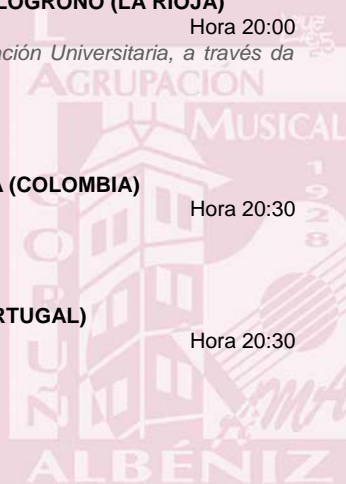 LOGROÑO (LA RIOJA)
Hora 20:00
ación Universitaria, a través da
AGRUPACIÓN
MUSICAL
1928
A (COLOMBIA)
Hora 20:30
RTUGAL)
Hora 20:30
CORUÑ
ALBÉNIZ